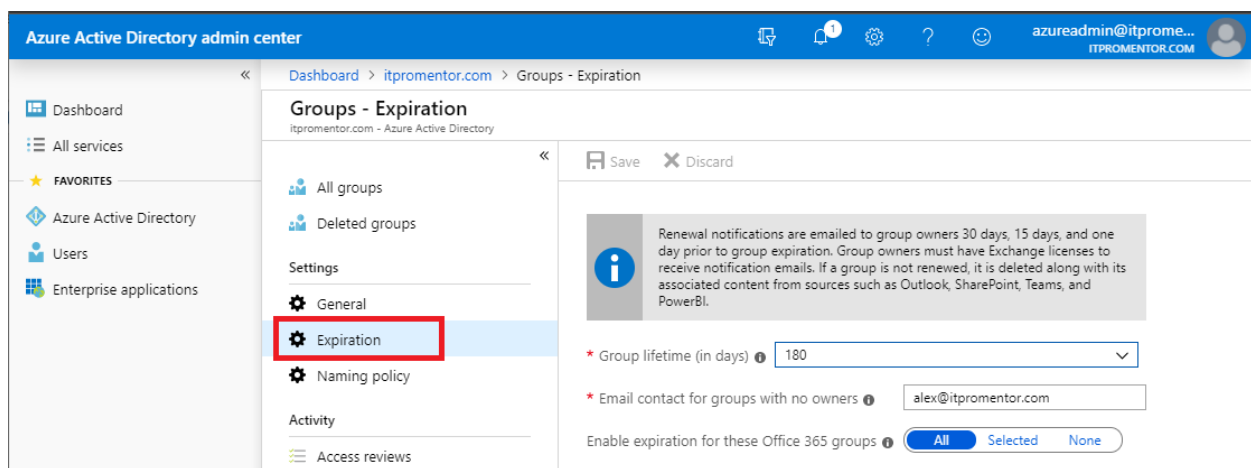 Azure Active Directory admin center
1
?
azureadmin@itprome...
ITPROMENTOR.COM
«
Dashboard > itpromentor.com > Groups - Expiration
Dashboard
All services
FAVORITES
Azure Active Directory
Users
Enterprise applications
Groups - Expiration
itpromentor.com - Azure Active Directory
«
All groups
Deleted groups
Settings
General
Expiration
Naming policy
Activity
Access reviews
Save Discard
Renewal notifications are emailed to group owners 30 days, 15 days, and one
day prior to group expiration. Group owners must have Exchange licenses to
receive notification emails. If a group is not renewed, it is deleted along with its
associated content from sources such as Outlook, SharePoint, Teams, and
PowerBI.
* Group lifetime (in days) 180
* Email contact for groups with no owners alex@itpromentor.com
Enable expiration for these Office 365 groups All Selected None